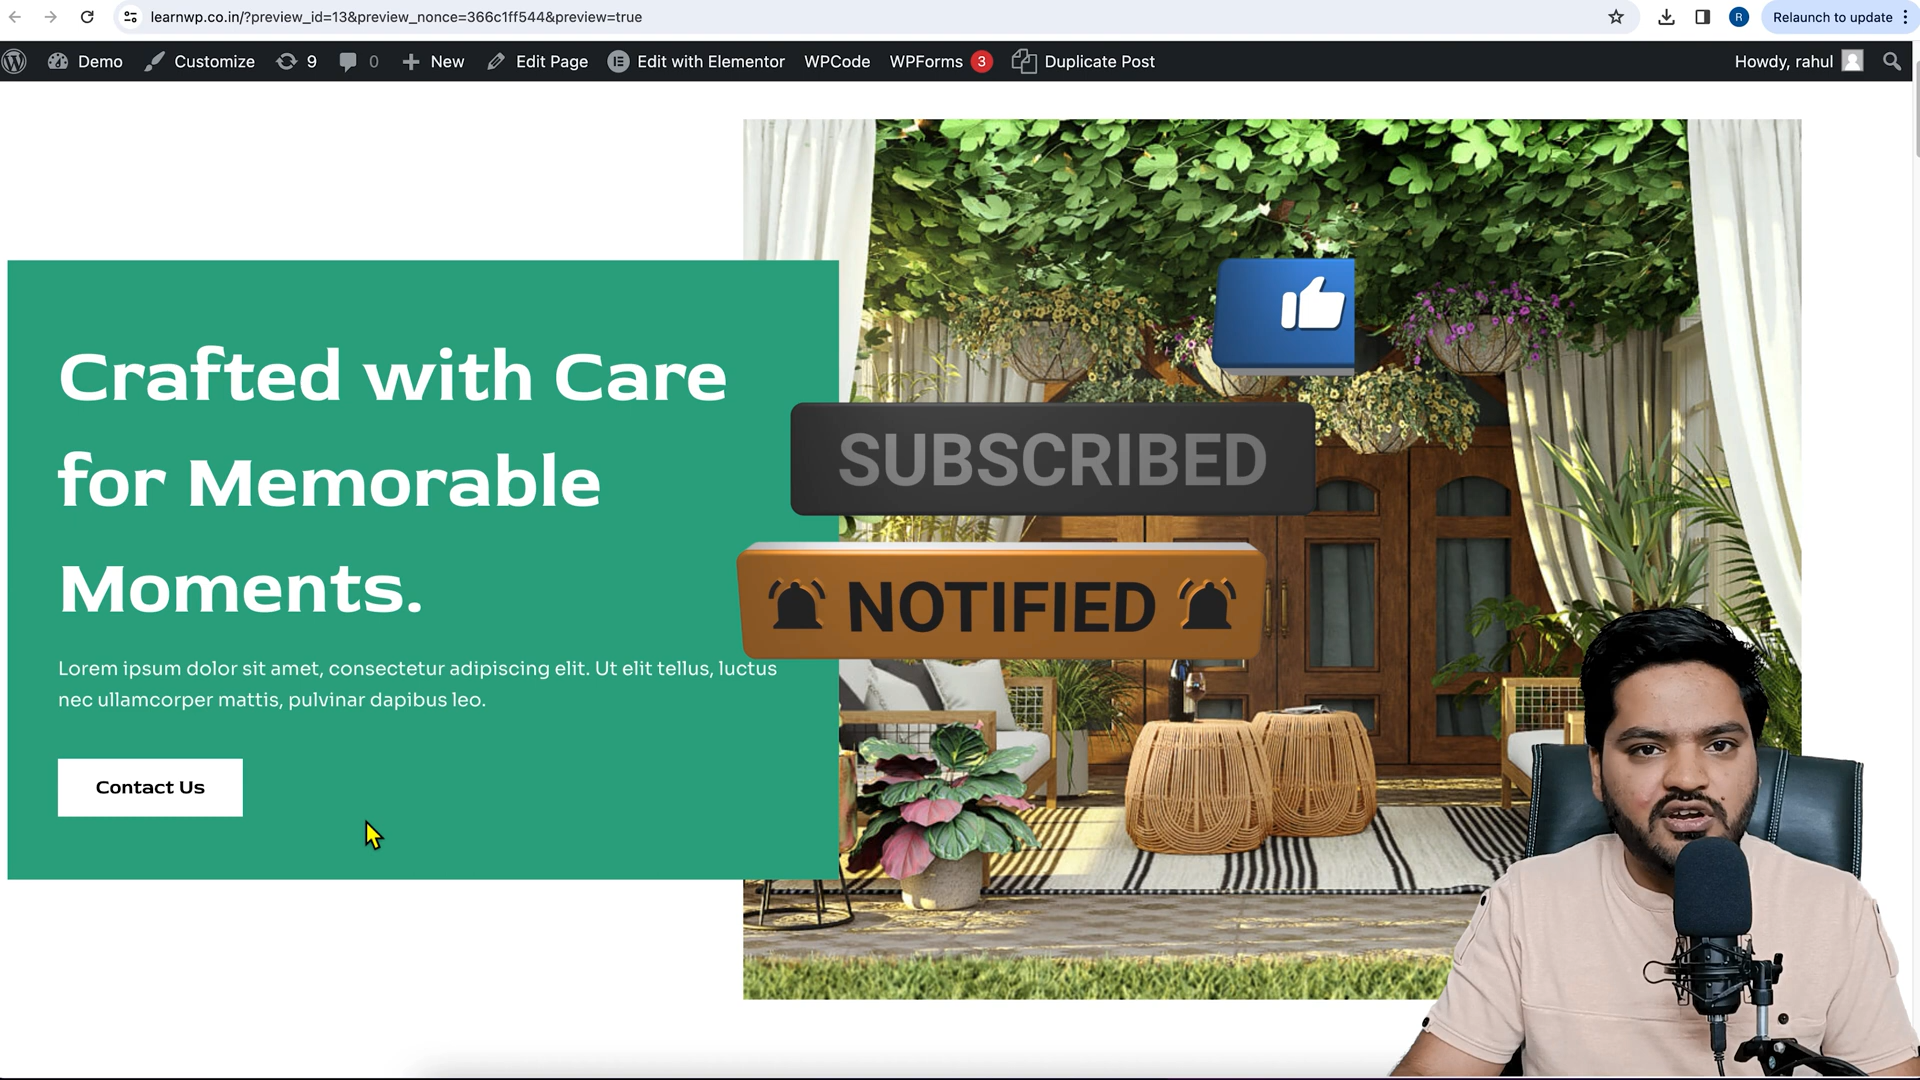 learnwp.co.in/?preview_id=13&preview_nonce=366c1ff544&preview=true
R
Relaunch to update
Demo
Customize
9
0
New
Edit Page
Edit with Elementor
WPCode
WPForms 3
Duplicate Post
Howdy, rahul
Crafted with Care
for Memorable
Moments.
SUBSCRIBED
NOTIFIED
Lorem ipsum dolor sit amet, consectetur adipiscing elit. Ut elit tellus, luctus
nec ullamcorper mattis, pulvinar dapibus leo.
Contact Us